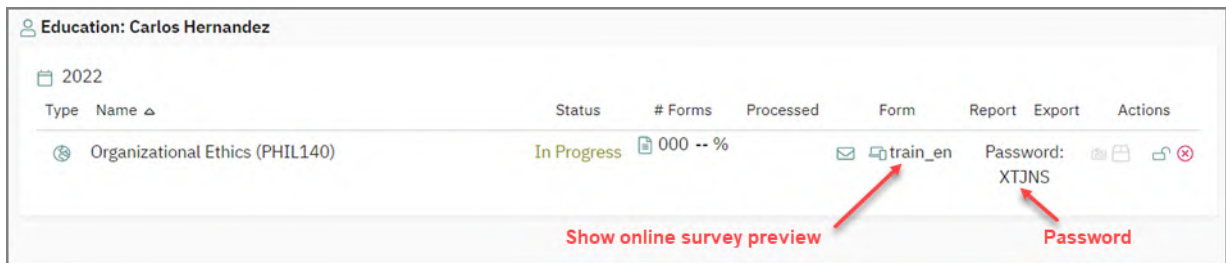 Education: Carlos Hernandez
2022
Type Name Status # Forms Processed Form Report Export Actions
Organizational Ethics (PHIL140) In Progress 000 -- % train_en Password:
XTJNS
Show online survey preview Password